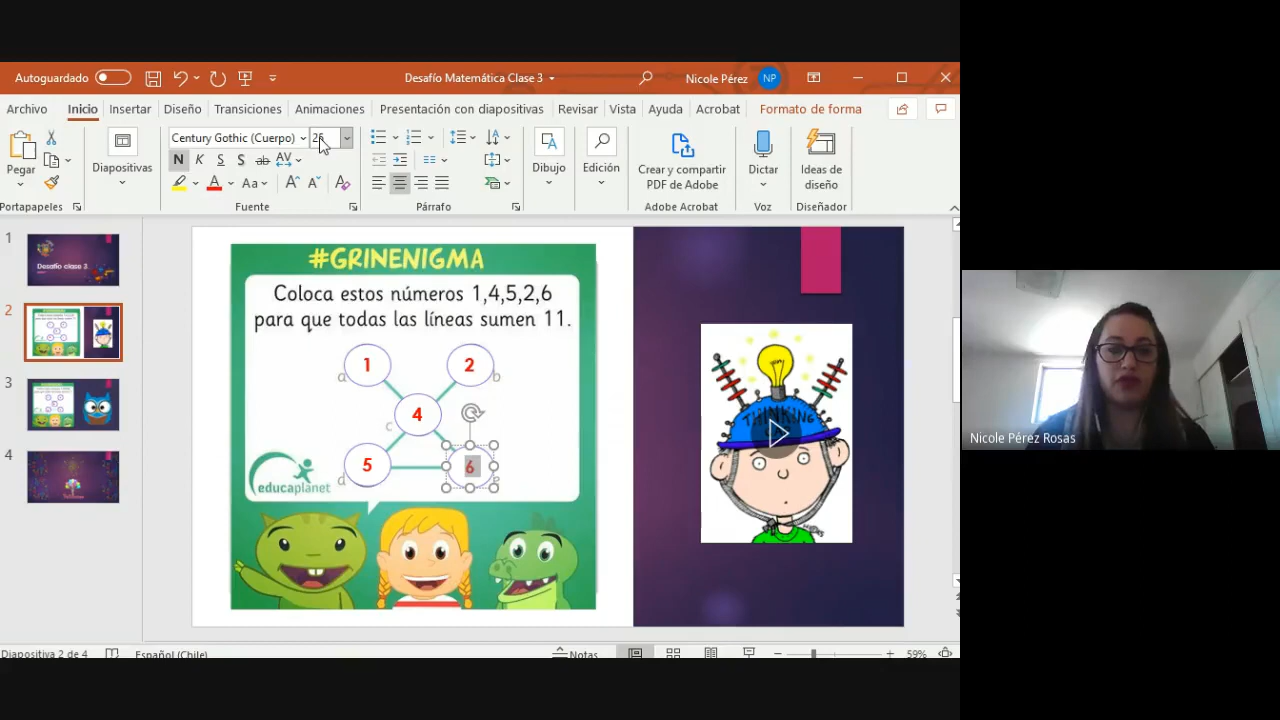 Autoguardado
Desafío Matemática Clase 3
Nicole Pérez
NP
Archivo
Inicio
Insertar
Diseño
Transiciones
Animaciones
Presentación con diapositivas
Revisar
Vista
Ayuda
Acrobat
Formato de forma
Pegar
Diapositivas
Century Gothic (Cuerpo)
N K S S ab AV
Aa
Dibujo
Edición
Crear y compartir
PDF de Adobe
Dictar
Ideas de
diseño
Portapapeles
Fuente
Párrafo
Adobe Acrobat
Voz
Diseñador
1
Desafío clase 3
2
3
4
#GRINENIGMA
Coloca estos números 1,4,5,2,6
para que todas las líneas sumen 11.
1
2
a
b
4
c
5
6
d
educaplanet
THINKING
Nicole Pérez Rosas
Diapositiva 2 de 4
Español (Chile)
Notas
59%